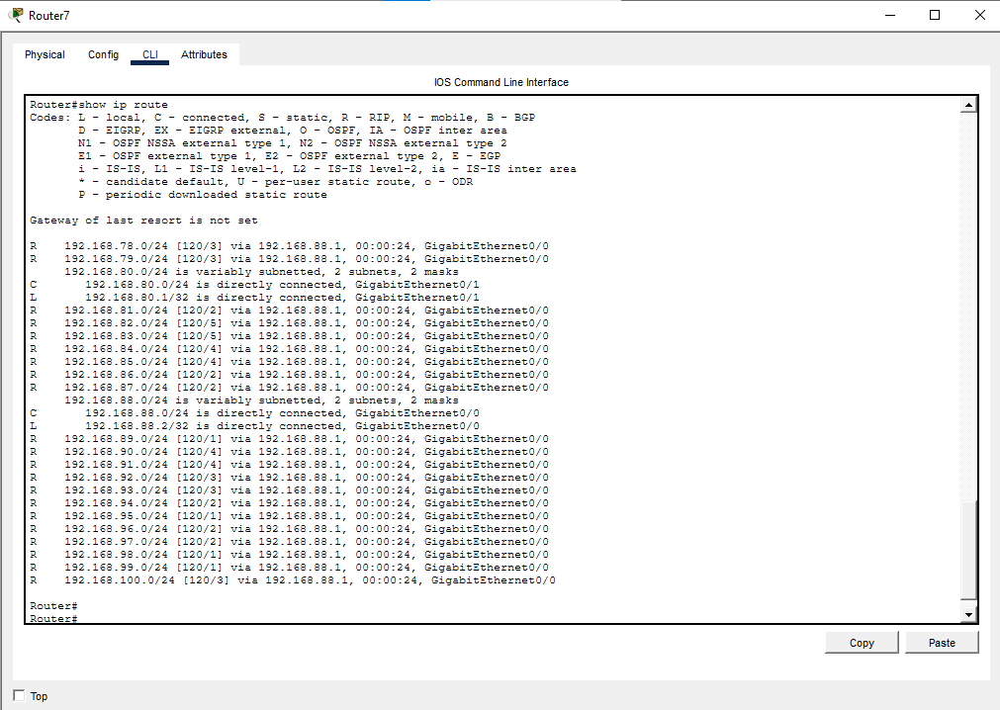 Router7
Physical Config CLI Attributes
IOS Command Line Interface
Router#show ip route
Codes: L - local, C - connected, S - static, R - RIP, M - mobile, B - BGP
       D - EIGRP, EX - EIGRP external, O - OSPF, IA - OSPF inter area
       N1 - OSPF NSSA external type 1, N2 - OSPF NSSA external type 2
       E1 - OSPF external type 1, E2 - OSPF external type 2, E - EGP
       i - IS-IS, L1 - IS-IS level-1, L2 - IS-IS level-2, ia - IS-IS inter area
       * - candidate default, U - per-user static route, o - ODR
       P - periodic downloaded static route
Gateway of last resort is not set
R    192.168.78.0/24 [120/3] via 192.168.88.1, 00:00:24, GigabitEthernet0/0
R    192.168.79.0/24 [120/3] via 192.168.88.1, 00:00:24, GigabitEthernet0/0
     192.168.80.0/24 is variably subnetted, 2 subnets, 2 masks
C       192.168.80.0/24 is directly connected, GigabitEthernet0/1
L       192.168.80.1/32 is directly connected, GigabitEthernet0/1
R    192.168.81.0/24 [120/2] via 192.168.88.1, 00:00:24, GigabitEthernet0/0
R    192.168.82.0/24 [120/5] via 192.168.88.1, 00:00:24, GigabitEthernet0/0
R    192.168.83.0/24 [120/5] via 192.168.88.1, 00:00:24, GigabitEthernet0/0
R    192.168.84.0/24 [120/4] via 192.168.88.1, 00:00:24, GigabitEthernet0/0
R    192.168.85.0/24 [120/4] via 192.168.88.1, 00:00:24, GigabitEthernet0/0
R    192.168.86.0/24 [120/2] via 192.168.88.1, 00:00:24, GigabitEthernet0/0
R    192.168.87.0/24 [120/2] via 192.168.88.1, 00:00:24, GigabitEthernet0/0
     192.168.88.0/24 is variably subnetted, 2 subnets, 2 masks
C       192.168.88.0/24 is directly connected, GigabitEthernet0/0
L       192.168.88.2/32 is directly connected, GigabitEthernet0/0
R    192.168.89.0/24 [120/1] via 192.168.88.1, 00:00:24, GigabitEthernet0/0
R    192.168.90.0/24 [120/4] via 192.168.88.1, 00:00:24, GigabitEthernet0/0
R    192.168.91.0/24 [120/4] via 192.168.88.1, 00:00:24, GigabitEthernet0/0
R    192.168.92.0/24 [120/3] via 192.168.88.1, 00:00:24, GigabitEthernet0/0
R    192.168.93.0/24 [120/3] via 192.168.88.1, 00:00:24, GigabitEthernet0/0
R    192.168.94.0/24 [120/2] via 192.168.88.1, 00:00:24, GigabitEthernet0/0
R    192.168.95.0/24 [120/1] via 192.168.88.1, 00:00:24, GigabitEthernet0/0
R    192.168.96.0/24 [120/2] via 192.168.88.1, 00:00:24, GigabitEthernet0/0
R    192.168.97.0/24 [120/2] via 192.168.88.1, 00:00:24, GigabitEthernet0/0
R    192.168.98.0/24 [120/1] via 192.168.88.1, 00:00:24, GigabitEthernet0/0
R    192.168.99.0/24 [120/1] via 192.168.88.1, 00:00:24, GigabitEthernet0/0
R    192.168.100.0/24 [120/3] via 192.168.88.1, 00:00:24, GigabitEthernet0/0
Router#
Router#
Copy Paste
Top